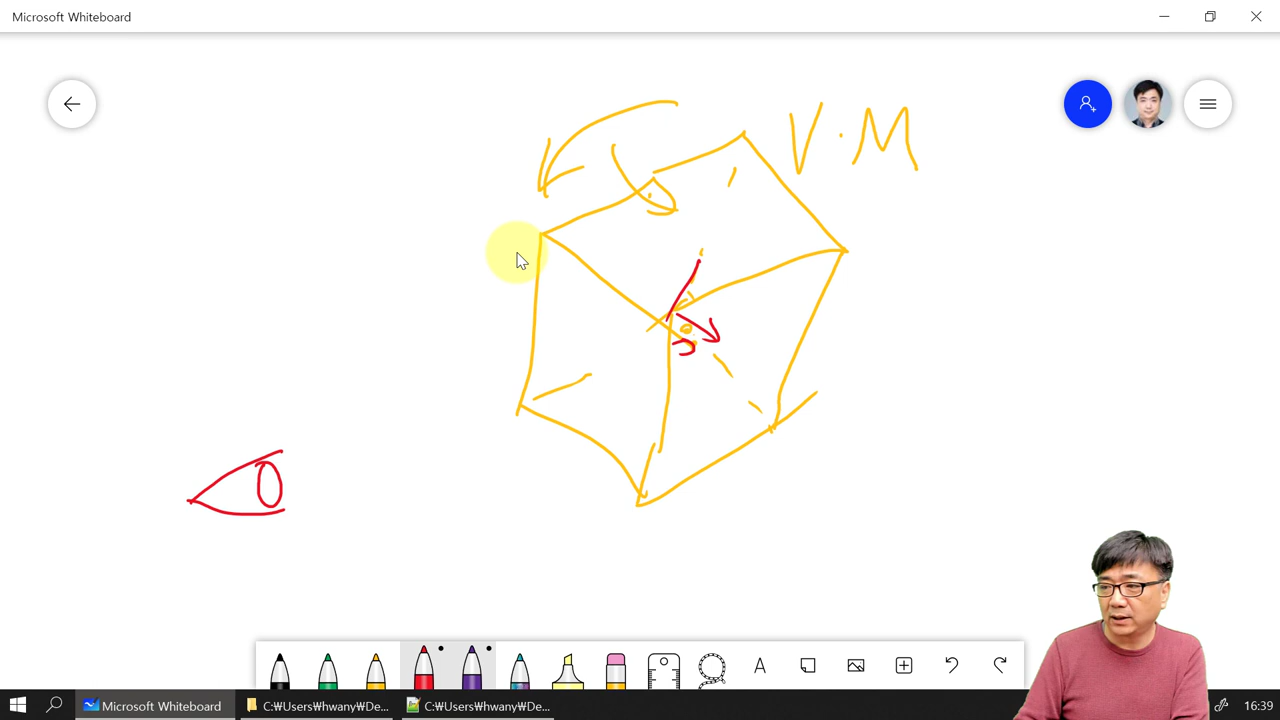 Microsoft Whiteboard
V · M
A
Microsoft Whiteboard
C:₩Users₩hwany₩De...
C:₩Users₩hwany₩De...
16:39